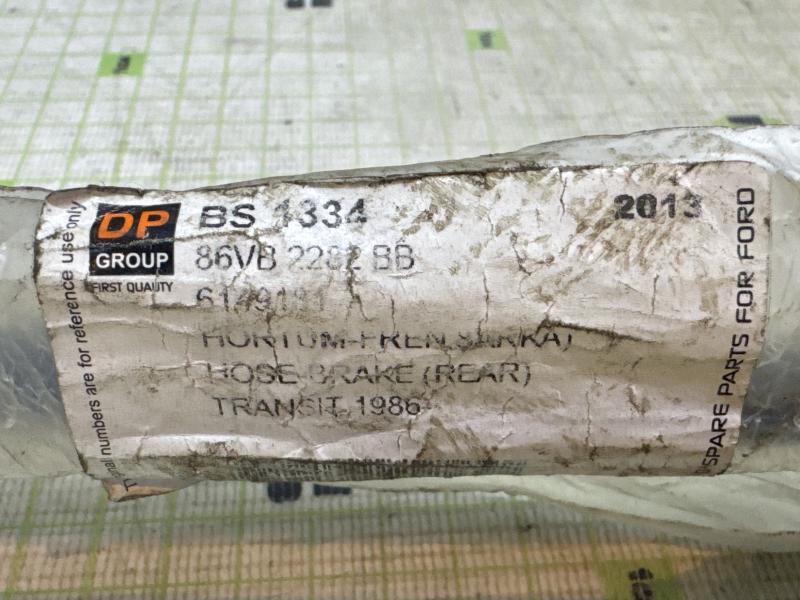 DP
GROUP
FIRST QUALITY
BS 1334
2013
86VB 2282 BB
HORTUM-FREN
HOSE-BRAKE (REAR)
TRANSIT 1986
numbers are for reference use only
SPARE PARTS FOR FORD